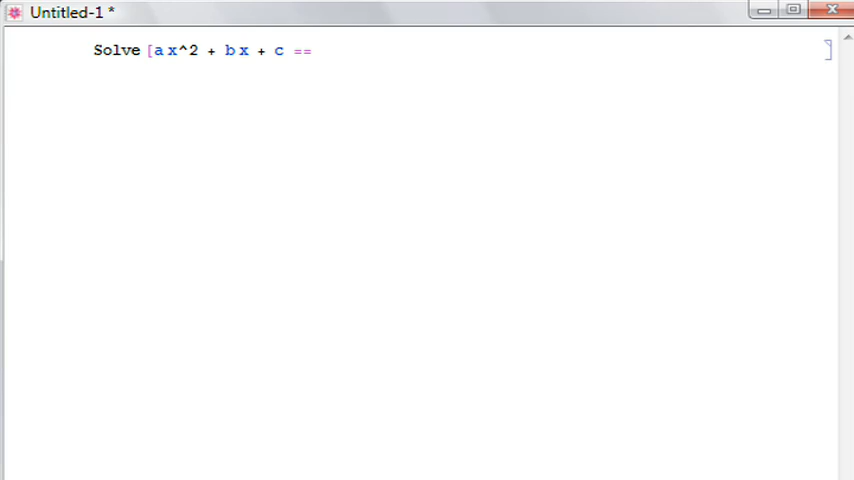 Untitled-1 *
Solve [a x^2 + b x + c ==